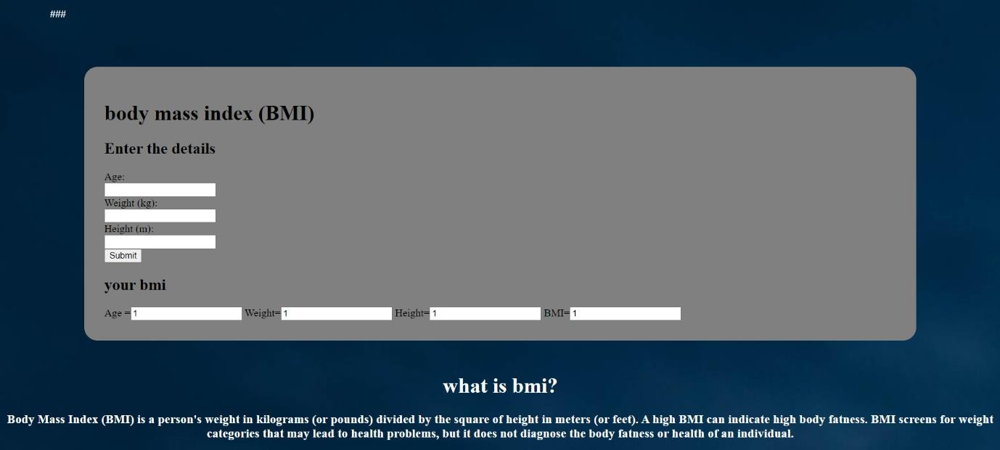 ###
body mass index (BMI)
Enter the details
Age:
Weight (kg):
Height (m):
Submit
your bmi
Age = 1 Weight= 1 Height= 1 BMI= 1
what is bmi?
Body Mass Index (BMI) is a person's weight in kilograms (or pounds) divided by the square of height in meters (or feet). A high BMI can indicate high body fatness. BMI screens for weight
categories that may lead to health problems, but it does not diagnose the body fatness or health of an individual.